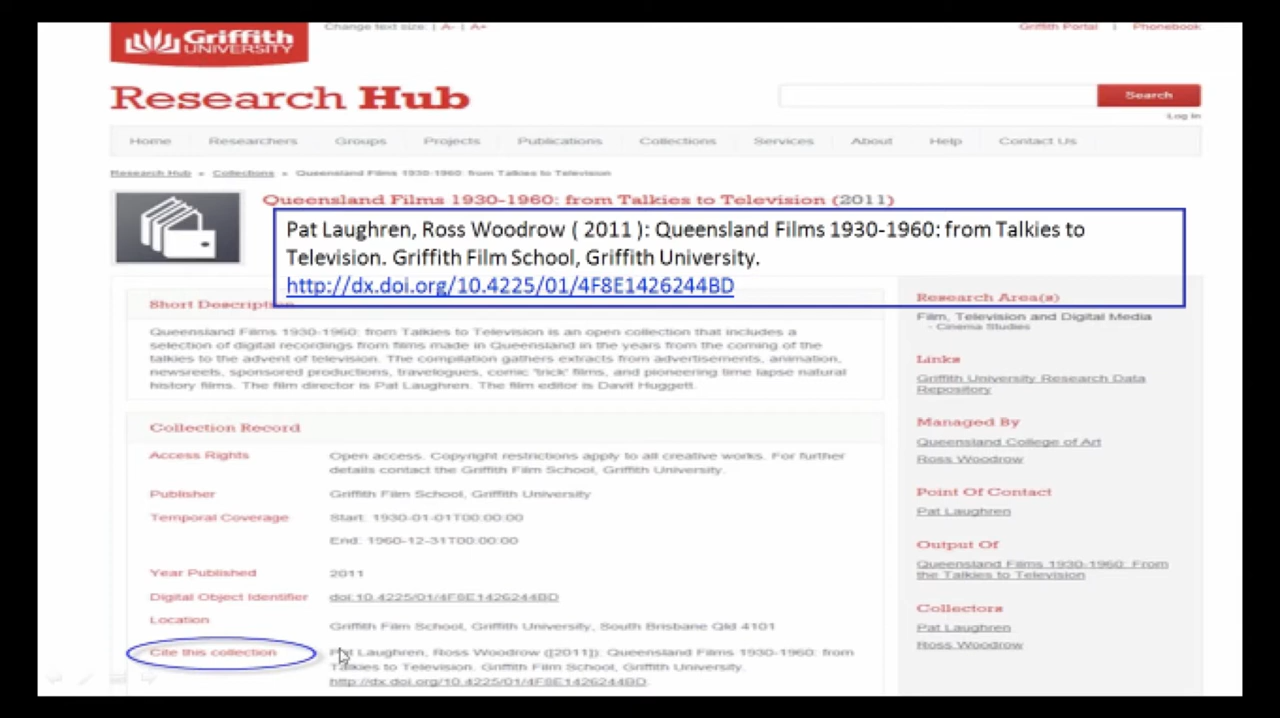 Griffith
UNIVERSITY
Change text size: | A- | A+
Griffith Portal | Phonebook
Research Hub
Search
Log In
Home Researchers Groups Projects Publications Collections Services About Help Contact Us
Research Hub » Collections » Queensland Films 1930-1960: from Talkies to Television
Queensland Films 1930-1960: from Talkies to Television (2011)
Pat Laughren, Ross Woodrow ( 2011 ): Queensland Films 1930-1960: from Talkies to
Television. Griffith Film School, Griffith University.
http://dx.doi.org/10.4225/01/4F8E1426244BD
Short Description
Queensland Films 1930-1960: from Talkies to Television is an open collection that includes a
selection of digital recordings from films made in Queensland in the years from the coming of the
talkies to the advent of television. The compilation gathers extracts from advertisements, animation,
newsreels, sponsored productions, travelogues, comic 'trick' films, and pioneering time lapse natural
history films. The film director is Pat Laughren. The film editor is Davit Huggett.
Collection Record
Access Rights Open access. Copyright restrictions apply to all creative works. For further
details contact the Griffith Film School, Griffith University.
Publisher Griffith Film School, Griffith University
Temporal Coverage Start: 1930-01-01T00:00:00
End: 1960-12-31T00:00:00
Year Published 2011
Digital Object Identifier doi:10.4225/01/4F8E1426244BD
Location Griffith Film School, Griffith University, South Brisbane Qld 4101
Cite this collection Pat Laughren, Ross Woodrow ([2011]): Queensland Films 1930-1960: from
Talkies to Television. Griffith Film School, Griffith University.
http://dx.doi.org/10.4225/01/4F8E1426244BD.
Research Area(s)
Film, Television and Digital Media
- Cinema Studies
Links
Griffith University Research Data
Repository
Managed By
Queensland College of Art
Ross Woodrow
Point Of Contact
Pat Laughren
Output Of
Queensland Films 1930-1960. From
the Talkies to Television
Collectors
Pat Laughren
Ross Woodrow